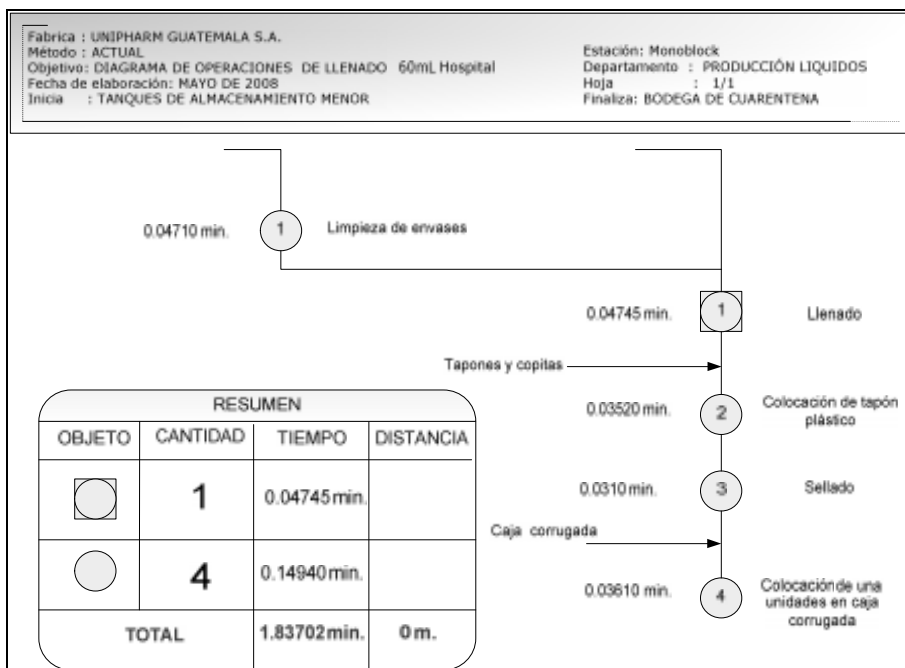 Fabrica : UNIPHARM GUATEMALA S.A.
Método : ACTUAL
Objetivo: DIAGRAMA DE OPERACIONES DE LLENADO 60mL Hospital
Fecha de elaboración: MAYO DE 2008
Inicia : TANQUES DE ALMACENAMIENTO MENOR
Estación: Monoblock
Departamento : PRODUCCIÓN LIQUIDOS
Hoja : 1/1
Finaliza: BODEGA DE CUARENTENA
0.04710 min.
1
Limpieza de envases
0.04745 min.
1
Llenado
Tapones y copitas
0.03520 min.
2
Colocación de tapón
plástico
0.0310 min.
3
Sellado
Caja corrugada
0.03610 min.
4
Colocación de una
unidades en caja
corrugada
RESUMEN
OBJETO CANTIDAD TIEMPO DISTANCIA
1 0.04745 min.
4 0.14940 min.
TOTAL 1.83702 min. 0 m.